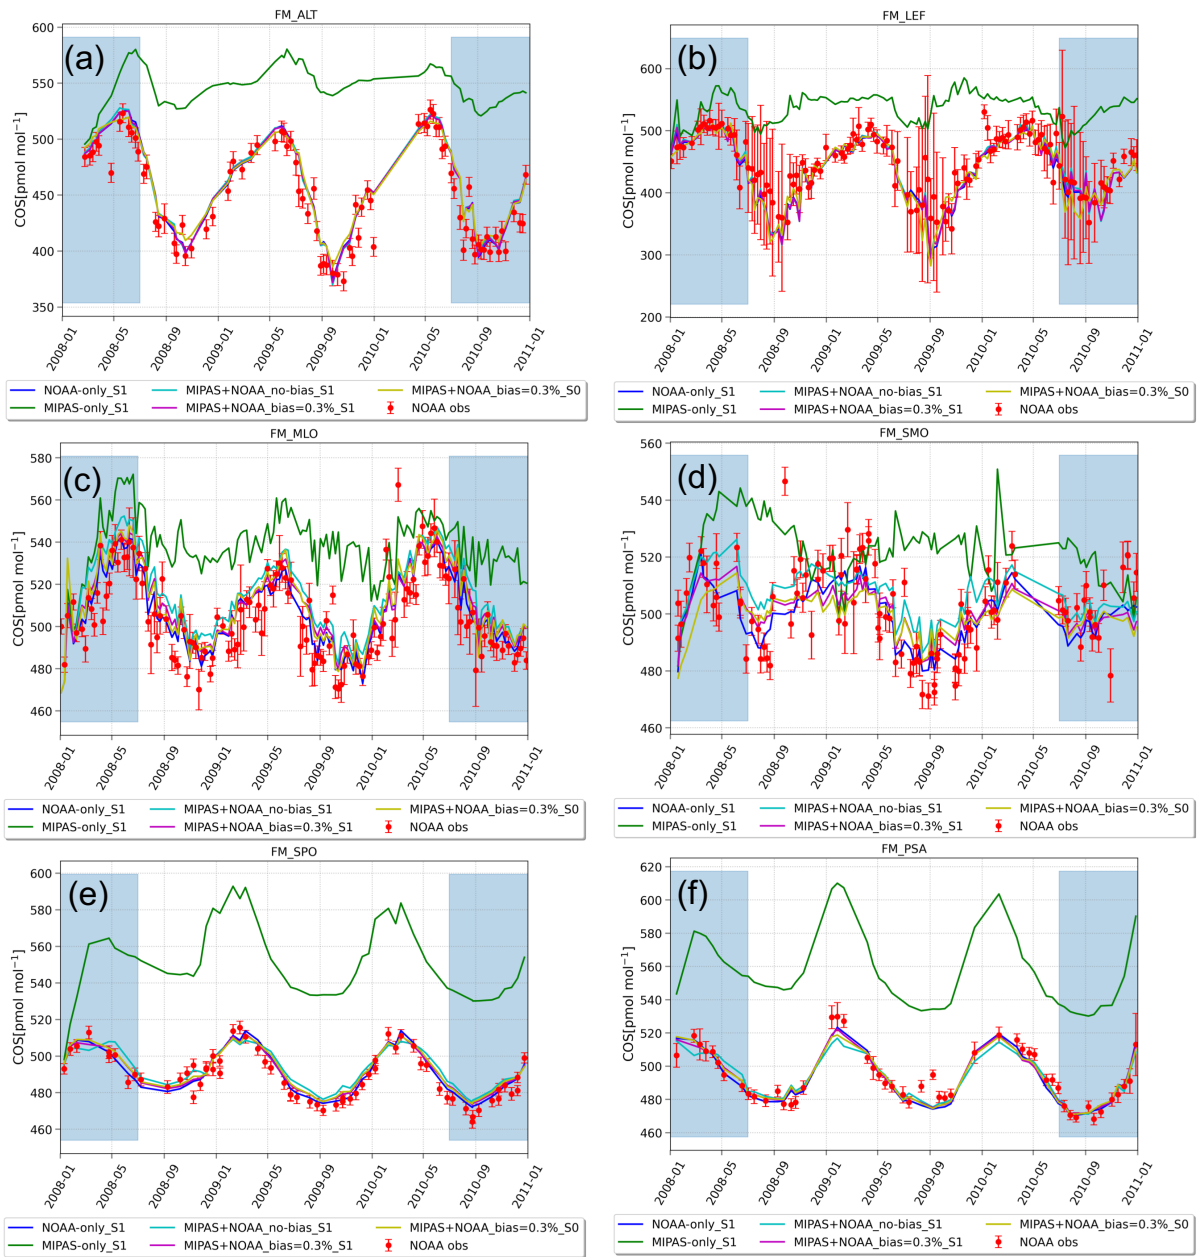 FM_ALT
(a)
COS[pmol mol⁻¹]
600
550
500
450
400
350
2008-01
2008-05
2008-09
2009-01
2009-05
2009-09
2010-01
2010-05
2010-09
2011-01
NOAA-only_S1
MIPAS+NOAA_no-bias_S1
MIPAS+NOAA_bias=0.3%_S0
MIPAS-only_S1
MIPAS+NOAA_bias=0.3%_S1
NOAA obs
FM_LEF
(b)
COS[pmol mol⁻¹]
600
500
400
300
200
2008-01
2008-05
2008-09
2009-01
2009-05
2009-09
2010-01
2010-05
2010-09
2011-01
NOAA-only_S1
MIPAS+NOAA_no-bias_S1
MIPAS+NOAA_bias=0.3%_S0
MIPAS-only_S1
MIPAS+NOAA_bias=0.3%_S1
NOAA obs
FM_MLO
(c)
COS[pmol mol⁻¹]
580
560
540
520
500
480
460
2008-01
2008-05
2008-09
2009-01
2009-05
2009-09
2010-01
2010-05
2010-09
2011-01
NOAA-only_S1
MIPAS+NOAA_no-bias_S1
MIPAS+NOAA_bias=0.3%_S0
MIPAS-only_S1
MIPAS+NOAA_bias=0.3%_S1
NOAA obs
FM_SMO
(d)
COS[pmol mol⁻¹]
560
540
520
500
480
460
2008-01
2008-05
2008-09
2009-01
2009-05
2009-09
2010-01
2010-05
2010-09
2011-01
NOAA-only_S1
MIPAS+NOAA_no-bias_S1
MIPAS+NOAA_bias=0.3%_S0
MIPAS-only_S1
MIPAS+NOAA_bias=0.3%_S1
NOAA obs
FM_SPO
(e)
COS[pmol mol⁻¹]
600
580
560
540
520
500
480
460
2008-01
2008-05
2008-09
2009-01
2009-05
2009-09
2010-01
2010-05
2010-09
2011-01
NOAA-only_S1
MIPAS+NOAA_no-bias_S1
MIPAS+NOAA_bias=0.3%_S0
MIPAS-only_S1
MIPAS+NOAA_bias=0.3%_S1
NOAA obs
FM_PSA
(f)
COS[pmol mol⁻¹]
620
600
580
560
540
520
500
480
460
2008-01
2008-05
2008-09
2009-01
2009-05
2009-09
2010-01
2010-05
2010-09
2011-01
NOAA-only_S1
MIPAS+NOAA_no-bias_S1
MIPAS+NOAA_bias=0.3%_S0
MIPAS-only_S1
MIPAS+NOAA_bias=0.3%_S1
NOAA obs